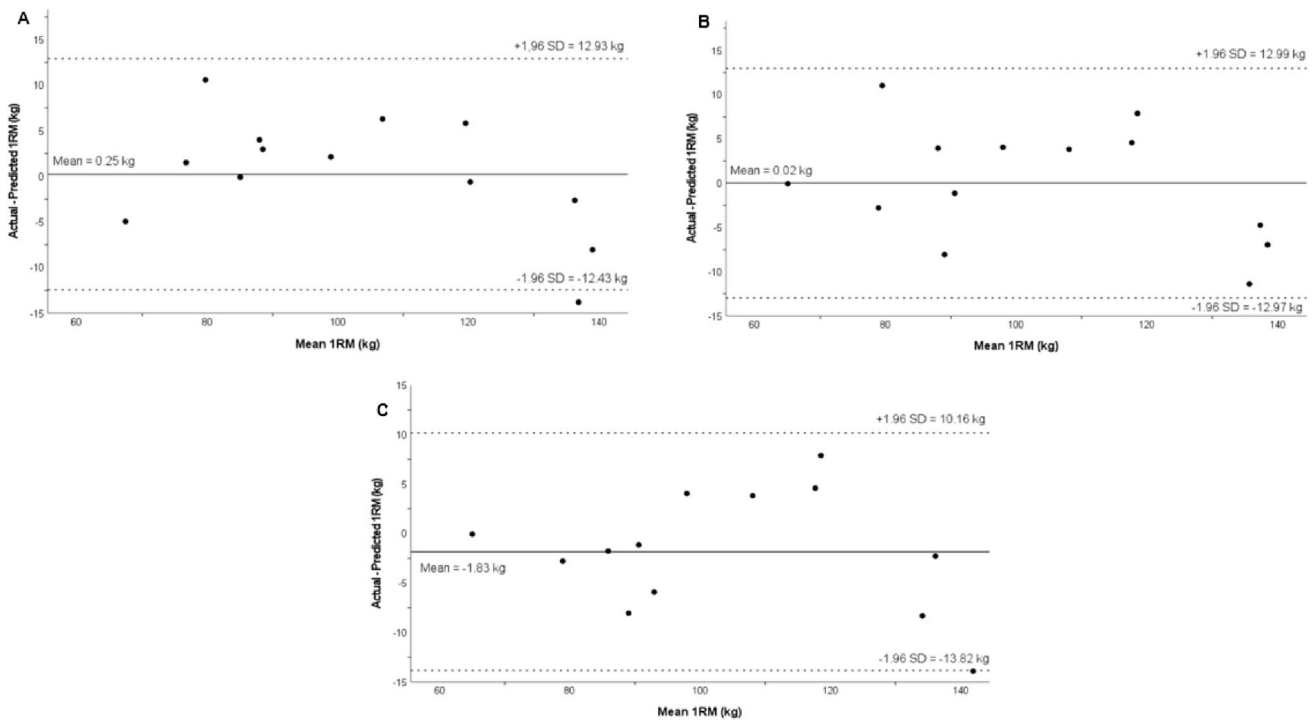 A
Actual - Predicted 1RM (kg)
15
10
5
0
-5
-10
-15
+1,96 SD = 12.93 kg
Mean = 0.25 kg
-1.96 SD = -12.43 kg
60 80 100 120 140
Mean 1RM (kg)
B
Actual - Predicted 1RM (kg)
15
10
5
0
-5
-10
-15
+1.96 SD = 12.99 kg
Mean = 0.02 kg
-1.96 SD = -12.97 kg
60 80 100 120 140
Mean 1RM (kg)
C
Actual - Predicted 1RM (kg)
15
10
5
0
-5
-10
-15
+1.96 SD = 10.16 kg
Mean = -1.83 kg
-1.96 SD = -13.82 kg
60 80 100 120 140
Mean 1RM (kg)